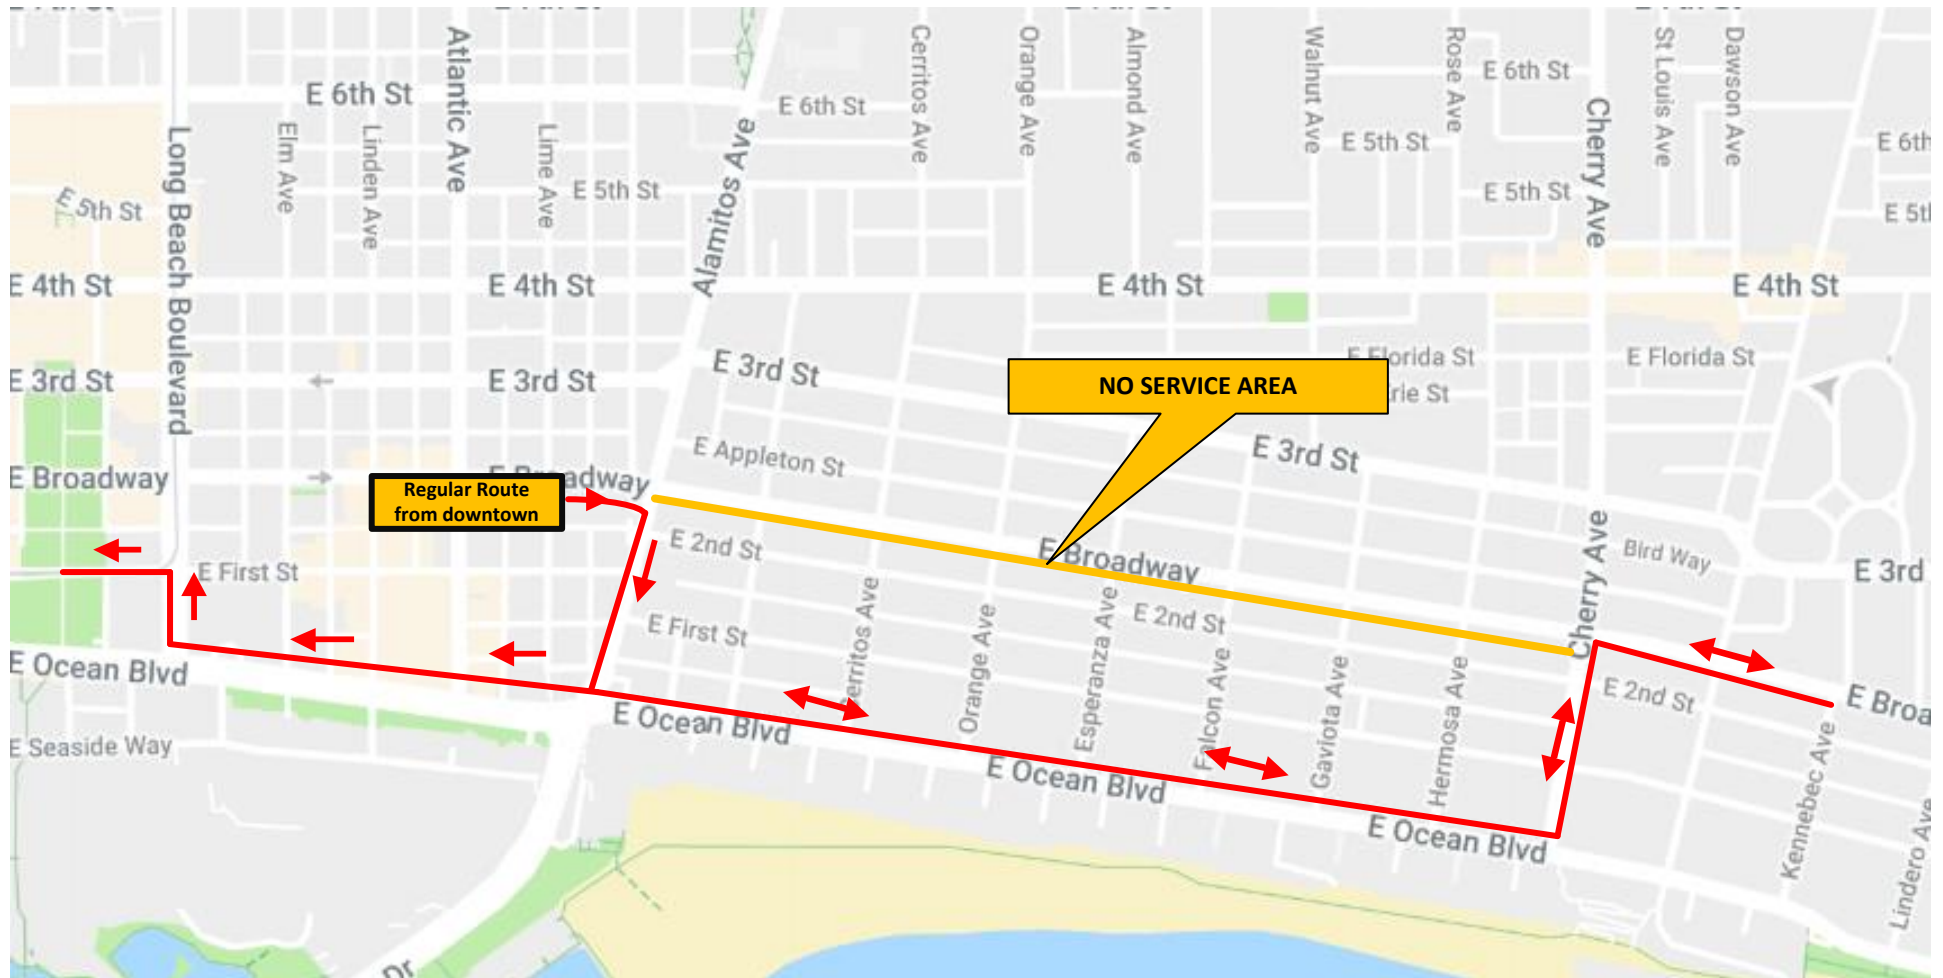 Atlantic Ave
Alamitos Ave
Cerritos Ave
Orange Ave
Almond Ave
Walnut Ave
Rose Ave
Cherry Ave
St Louis Ave
Dawson Ave
E 6th St
E 6th St
E 6th St
E 6th
Long Beach Boulevard
Elm Ave
Linden Ave
Lime Ave
E 5th St
E 5th St
E 5th St
E 5th St
E 4th St
E 4th St
E 4th St
E 4th St
E 3rd St
E 3rd St
E 3rd St
E Florida St
E Florida St
NO SERVICE AREA
E 3rd St
E Appleton St
E Broadway
E Broadway
Regular Route
from downtown
E 2nd St
E Broadway
Cherry Ave
Bird Way
E 3rd
E First St
E First St
Cerritos Ave
Orange Ave
Esperanza Ave
E 2nd St
Falcon Ave
Gaviota Ave
Hermosa Ave
E 2nd St
E Ocean Blvd
E Ocean Blvd
E Ocean Blvd
E Ocean Blvd
E Seaside Way
Kennebec Ave
Lindero Ave
Dr